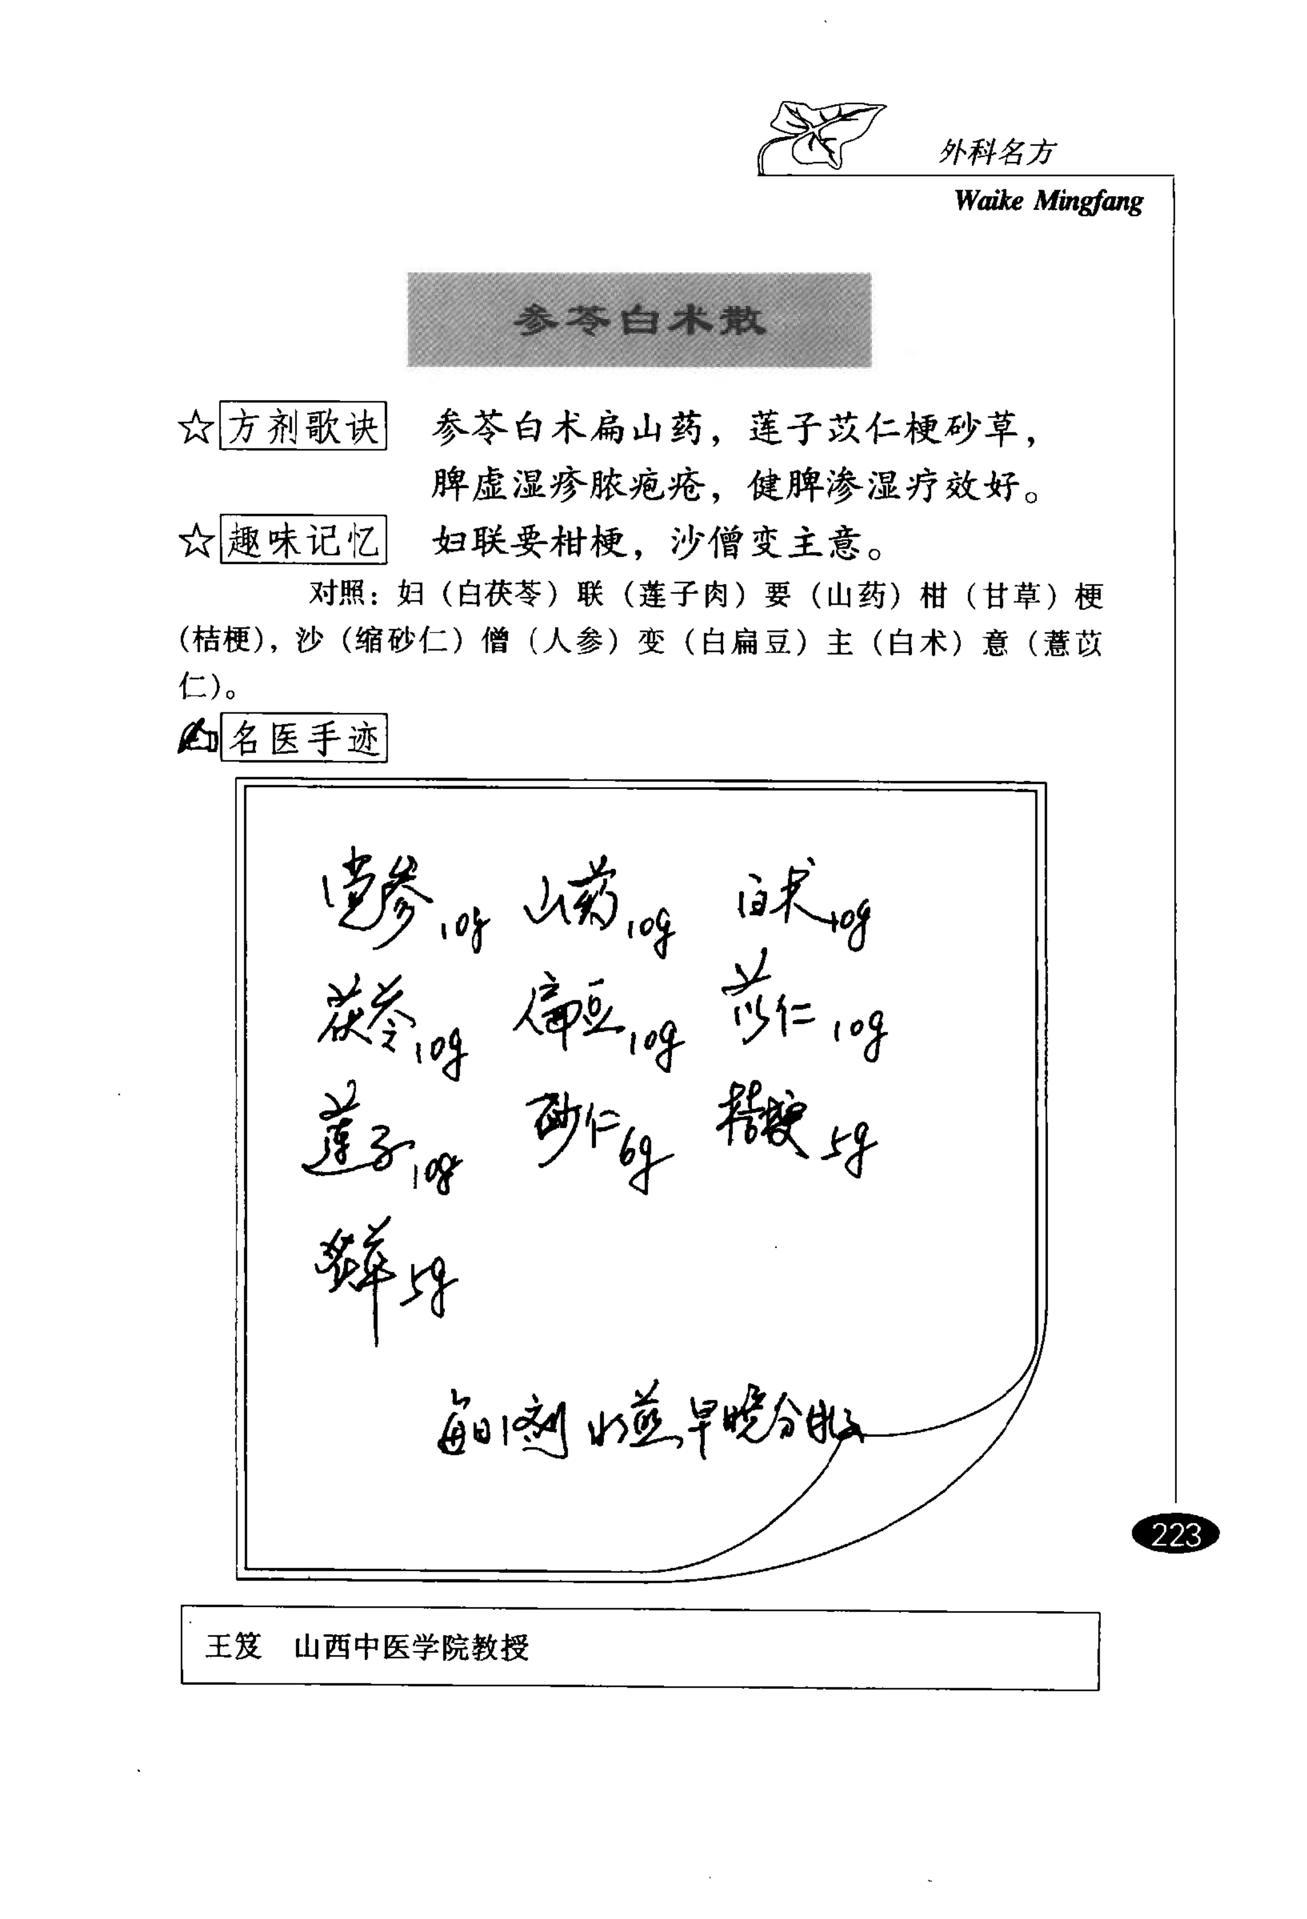 外科名方
Waike Mingfang
参苓白术散
☆方剂歌诀 参苓白术扁山药，莲子苡仁梗砂草，
脾虚湿疹脓疱疮，健脾渗湿疗效好。
☆趣味记忆 妇联要柑梗，沙僧变主意。
对照：妇（白茯苓）联（莲子肉）要（山药）柑（甘草）梗
（桔梗），沙（缩砂仁）僧（人参）变（白扁豆）主（白术）意（薏苡
仁）。
名医手迹
党参10g 山药10g 白术10g
茯苓10g 扁豆10g 苡仁10g
莲子10g 砂仁6g 桔梗5g
5g
每日1剂 水煎早晚分服
223
王笈 山西中医学院教授